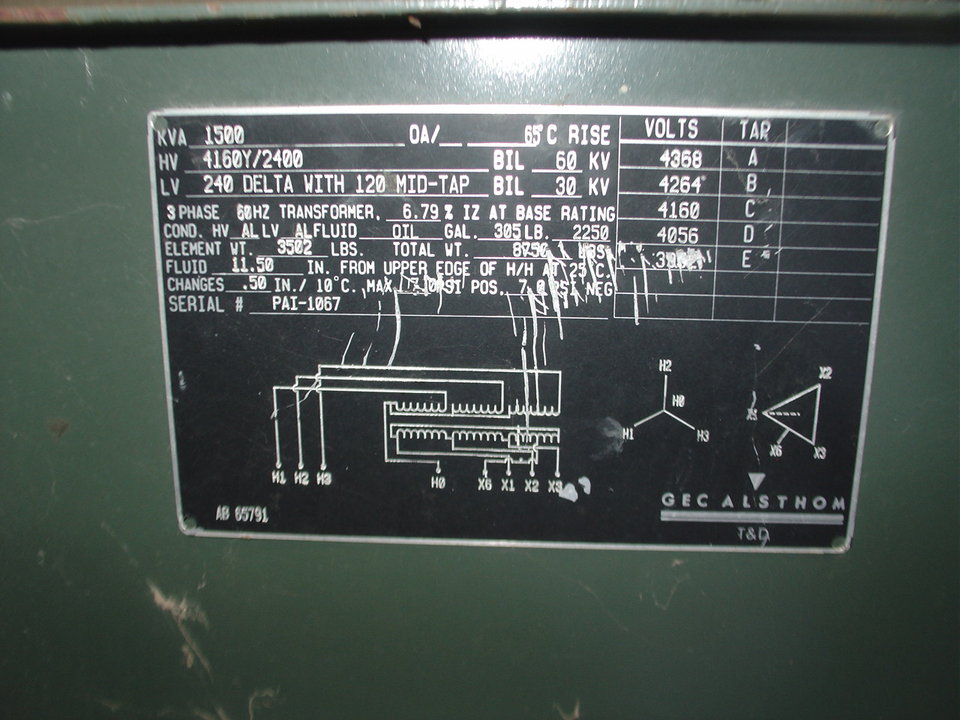 KVA 1500 OA/ 65°C RISE
HV 4160Y/2400 BIL 60 KV
LV 240 DELTA WITH 120 MID-TAP BIL 30 KV
3 PHASE 60HZ TRANSFORMER. 6.79 % IZ AT BASE RATING
COND. HV AL LV AL FLUID OIL GAL. 305 LB. 2250
ELEMENT WT. 3502 LBS. TOTAL WT. 8750 LBS.
FLUID 11.50 IN. FROM UPPER EDGE OF H/H AT 25°C.
CHANGES .50 IN./ 10°C. MAX. PSI POS. 7.0 PSI NEG
SERIAL # PAI-1067
VOLTS TAP
4368 A
4264 B
4160 C
4056 D
E
H1 H2 H3 H0 X6 X1 X2 X3
H2
H0
H1 H3
X2
X6 X3
AB 65791
GEC ALSTHOM
T&D